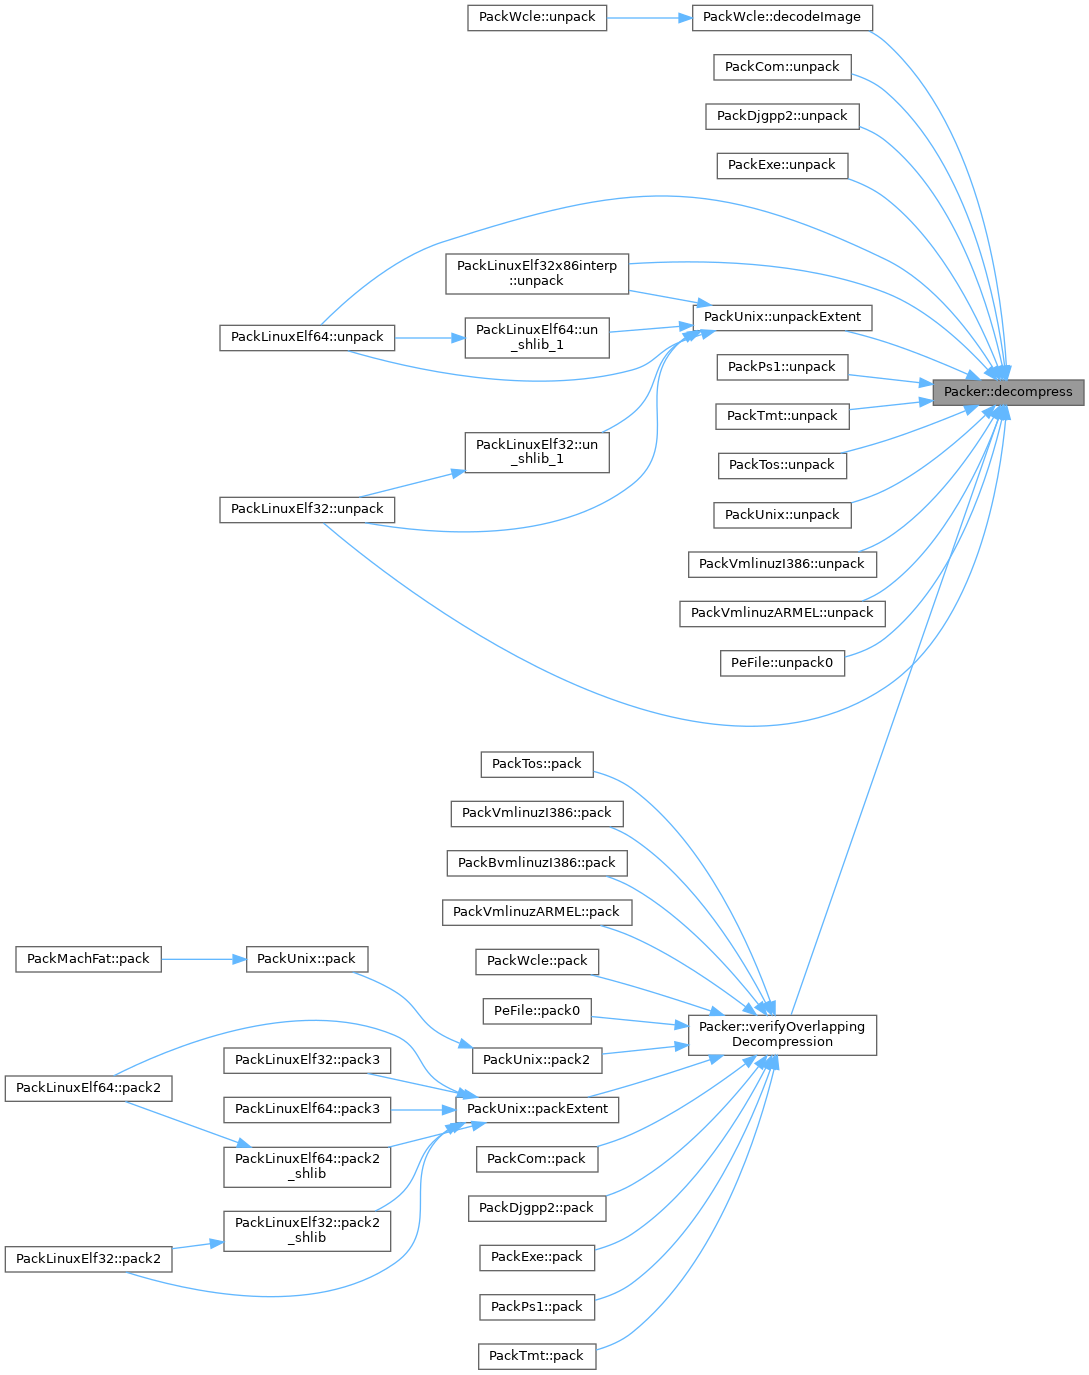 PackWcle::unpack
PackWcle::decodeImage
PackCom::unpack
PackDjgpp2::unpack
PackExe::unpack
PackLinuxElf32x86interp
::unpack
PackUnix::unpackExtent
PackLinuxElf64::unpack
PackLinuxElf64::un
_shlib_1
PackPs1::unpack
Packer::decompress
PackTmt::unpack
PackLinuxElf32::un
_shlib_1
PackTos::unpack
PackLinuxElf32::unpack
PackUnix::unpack
PackVmlinuzI386::unpack
PackVmlinuzARMEL::unpack
PeFile::unpack0
PackTos::pack
PackVmlinuzI386::pack
PackBvmlinuzI386::pack
PackVmlinuzARMEL::pack
PackMachFat::pack
PackUnix::pack
PackWcle::pack
PeFile::pack0
Packer::verifyOverlapping
Decompression
PackLinuxElf32::pack3
PackUnix::pack2
PackLinuxElf64::pack2
PackLinuxElf64::pack3
PackUnix::packExtent
PackLinuxElf64::pack2
_shlib
PackCom::pack
PackDjgpp2::pack
PackLinuxElf32::pack2
_shlib
PackLinuxElf32::pack2
PackExe::pack
PackPs1::pack
PackTmt::pack